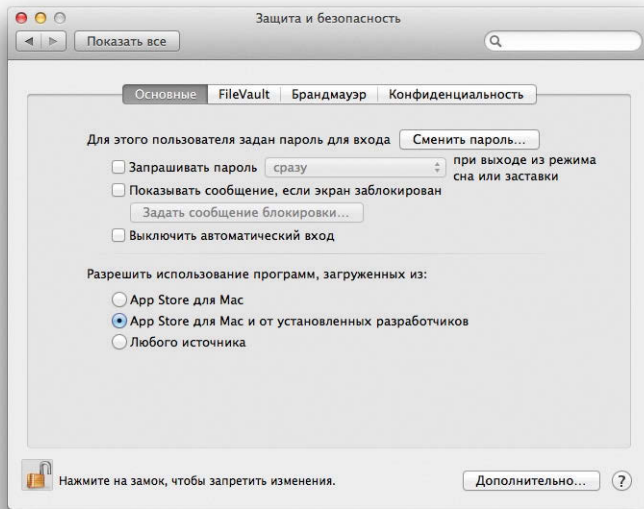 Защита и безопасность
Показать все
Основные FileVault Брандмауэр Конфиденциальность
Для этого пользователя задан пароль для входа Сменить пароль...
Запрашивать пароль сразу при выходе из режима
сна или заставки
Показывать сообщение, если экран заблокирован
Задать сообщение блокировки...
Выключить автоматический вход
Разрешить использование программ, загруженных из:
App Store для Mac
App Store для Mac и от установленных разработчиков
Любого источника
Нажмите на замок, чтобы запретить изменения. Дополнительно... ?